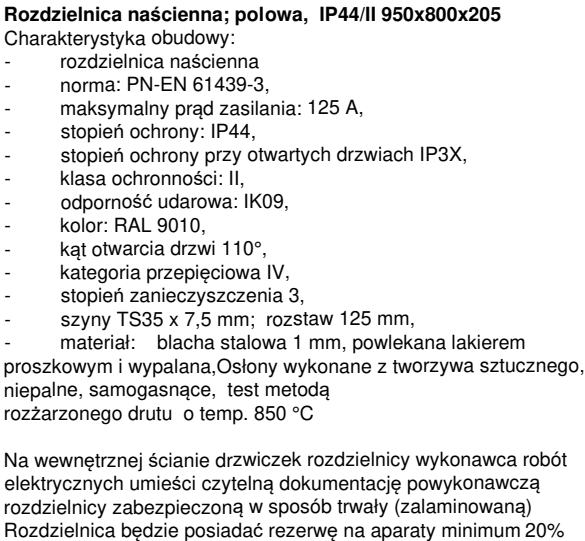 Rozdzielnica naścienna; polowa, IP44/II 950x800x205
Charakterystyka obudowy:
- rozdzielnica naścienna
- norma: PN-EN 61439-3,
- maksymalny prąd zasilania: 125 A,
- stopień ochrony: IP44,
- stopień ochrony przy otwartych drzwiach IP3X,
- klasa ochronności: II,
- odporność udarowa: IK09,
- kolor: RAL 9010,
- kąt otwarcia drzwi 110°,
- kategoria przepięciowa IV,
- stopień zanieczyszczenia 3,
- szyny TS35 x 7,5 mm; rozstaw 125 mm,
- materiał: blacha stalowa 1 mm, powlekana lakierem
proszkowym i wypalana,Osłony wykonane z tworzywa sztucznego,
niepalne, samogasnące, test metodą
rozżarzonego drutu o temp. 850 °C

Na wewnętrznej ścianie drzwiczek rozdzielnicy wykonawca robót
elektrycznych umieści czytelną dokumentację powykonawczą
rozdzielnicy zabezpieczoną w sposób trwały (zalaminowaną)
Rozdzielnica będzie posiadać rezerwę na aparaty minimum 20%